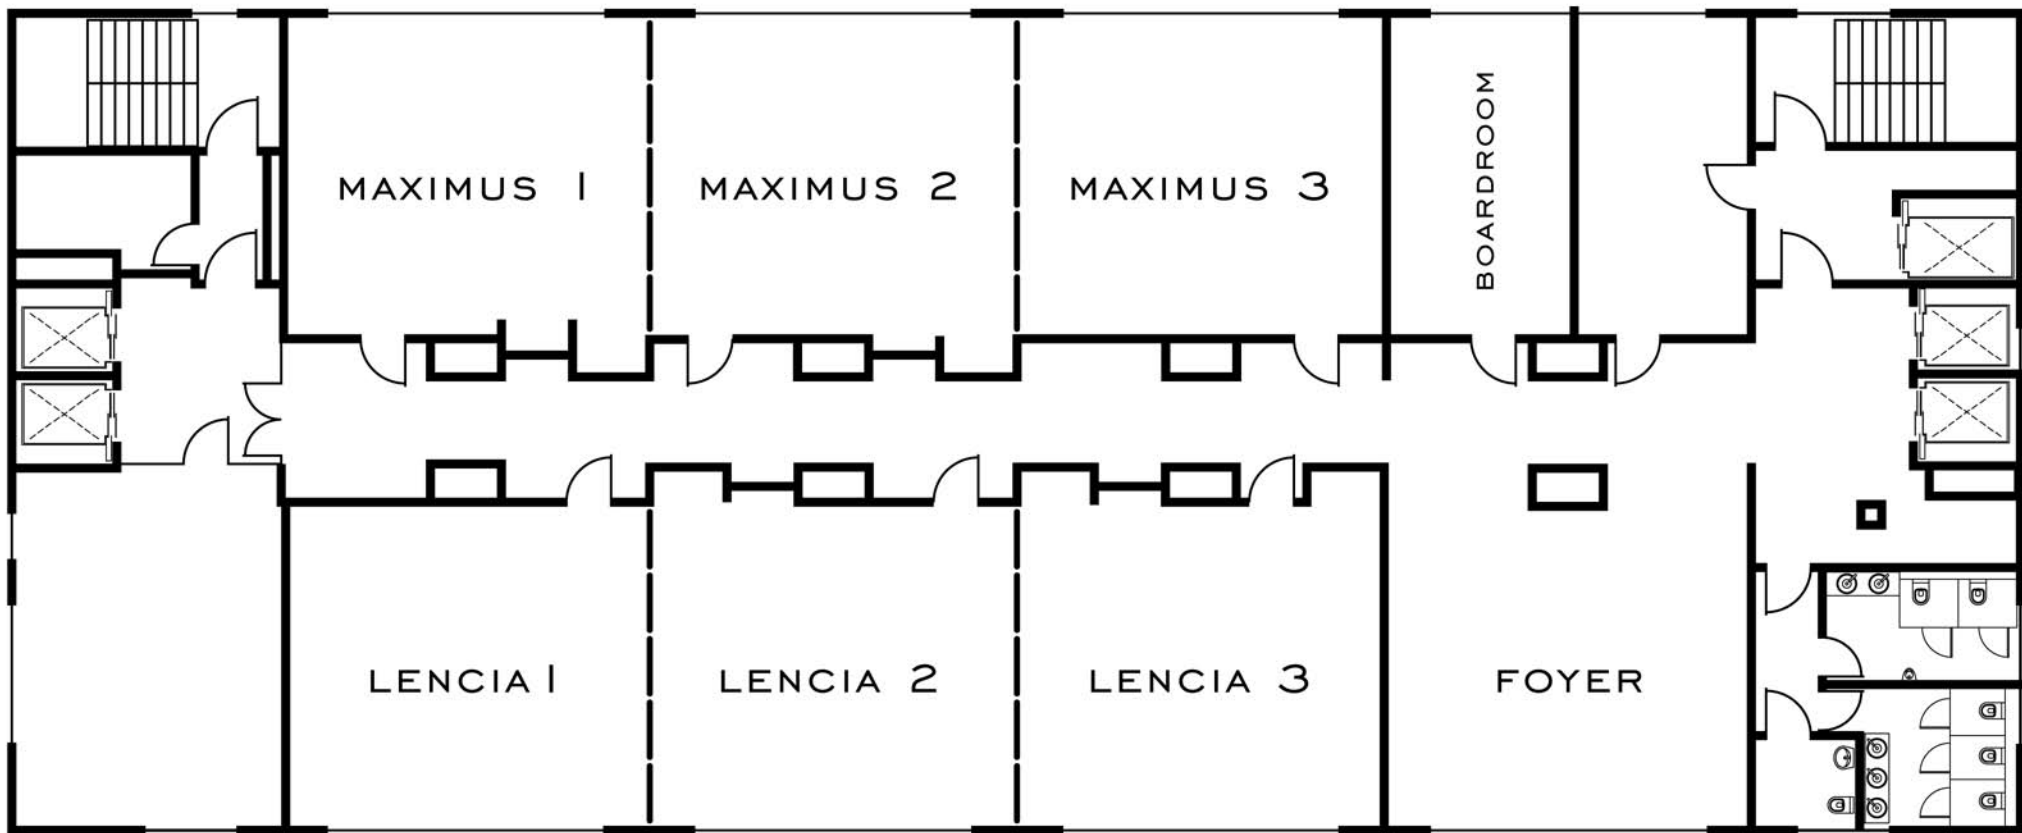 MAXIMUS 1
MAXIMUS 2
MAXIMUS 3
BOARDROOM
LENCIA 1
LENCIA 2
LENCIA 3
FOYER